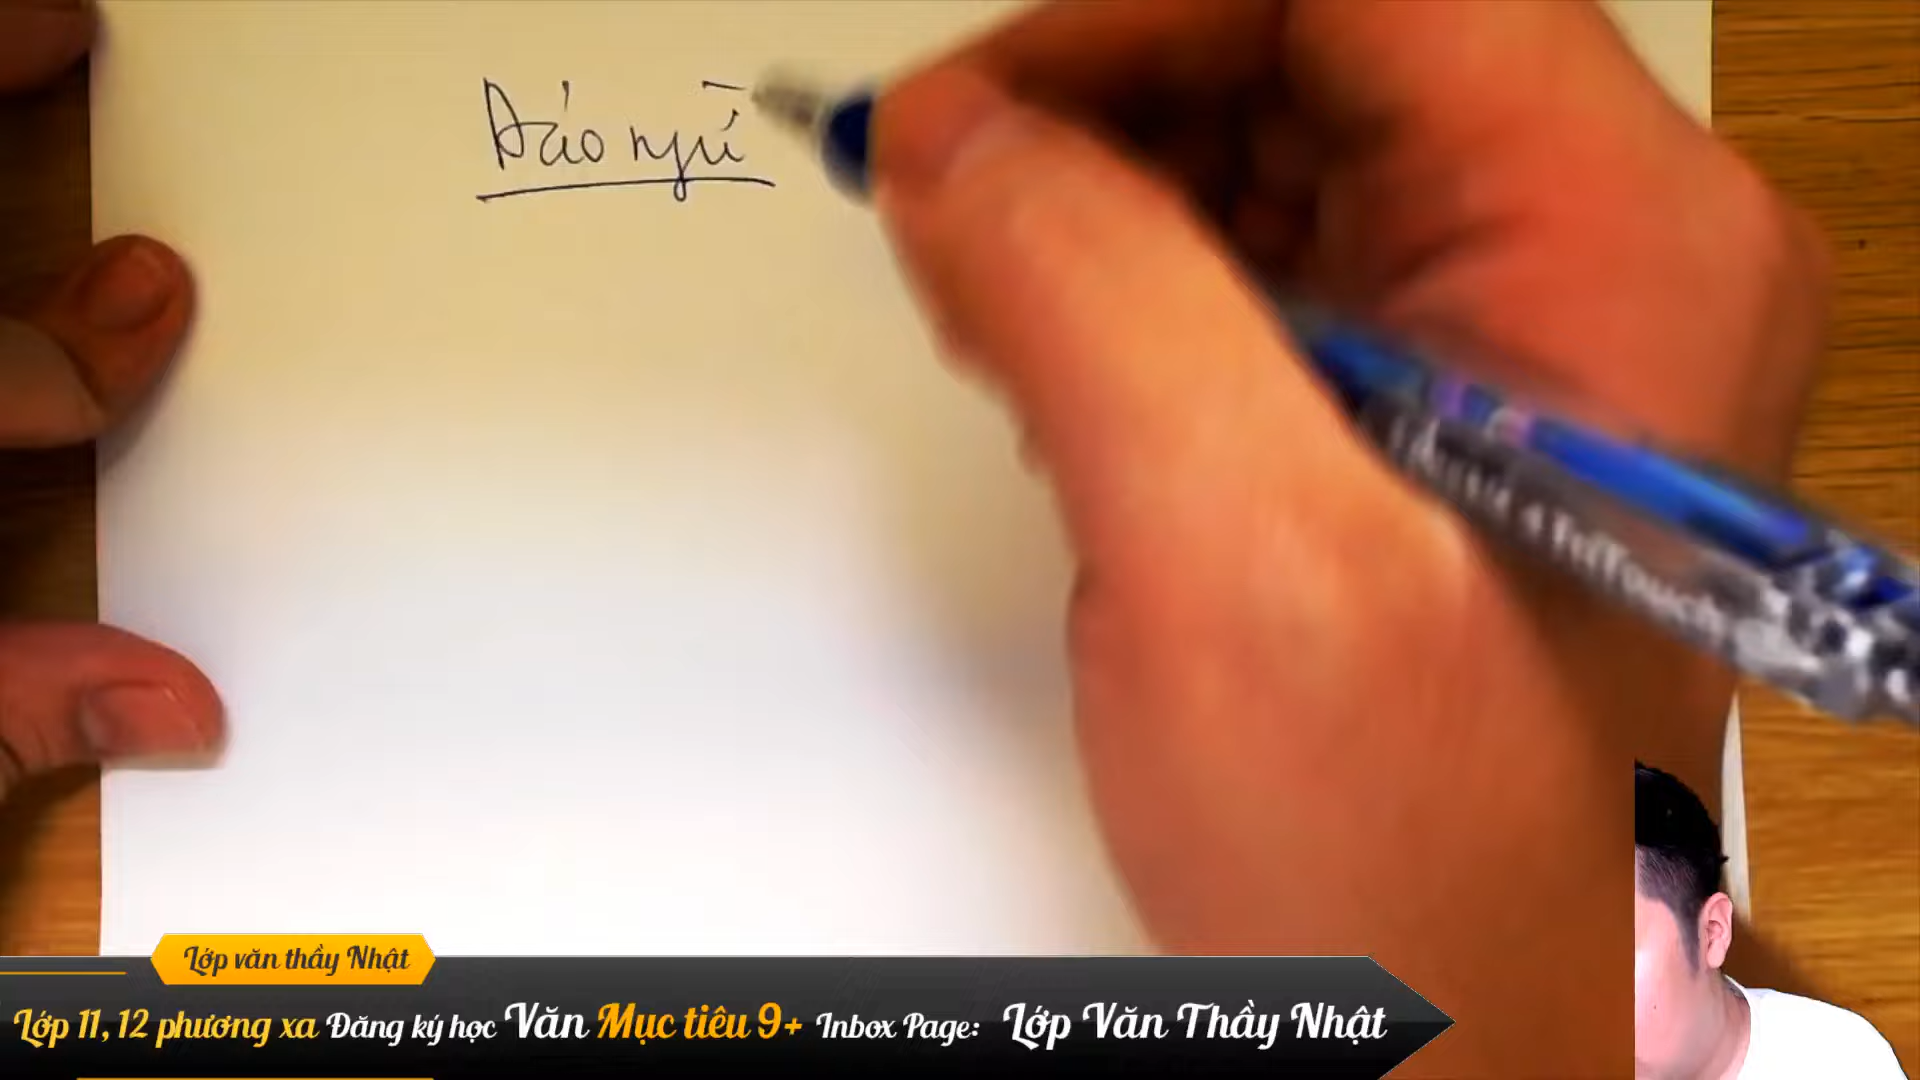 Đảo ngữ
Lớp văn thầy Nhật
Lớp 11, 12 phương xa Đăng ký học Văn Mục tiêu 9+ Inbox Page: Lớp Văn Thầy Nhật
TriTouch